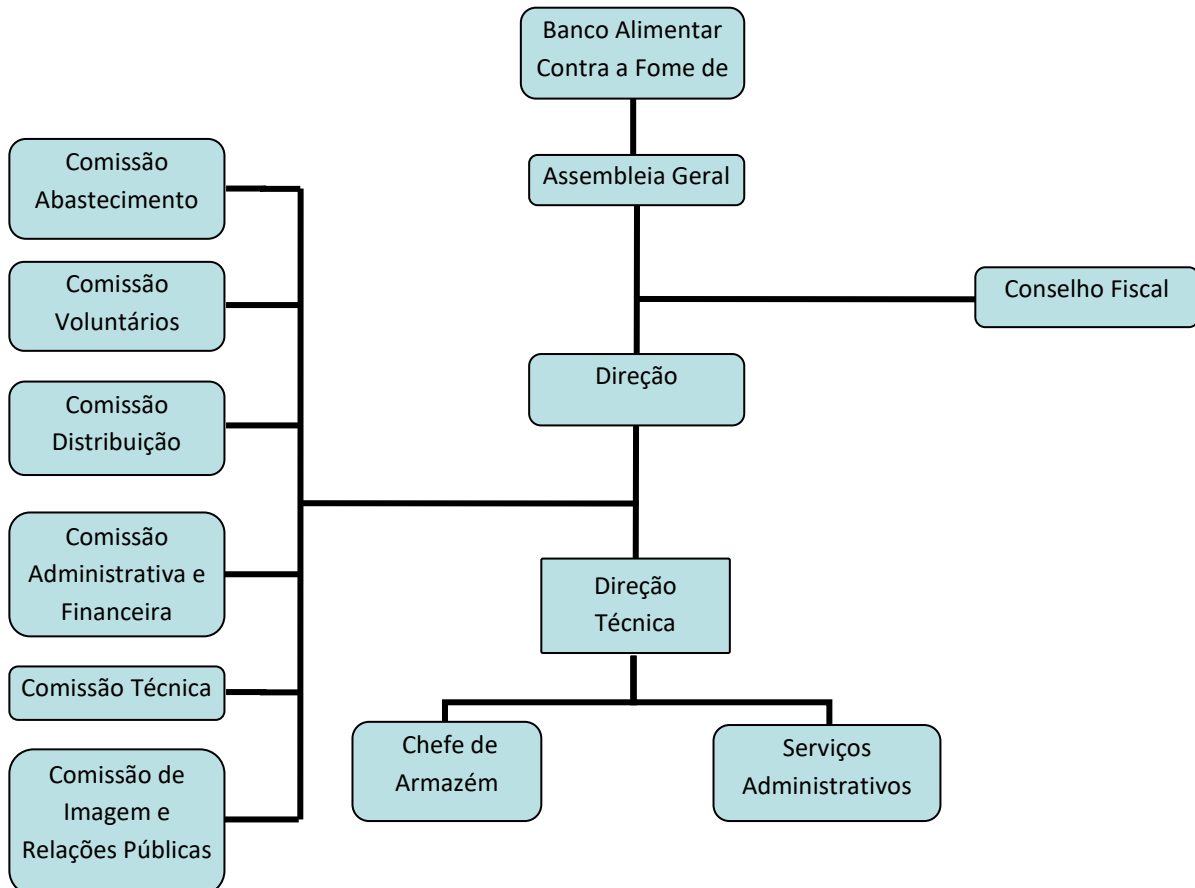 Banco Alimentar
Contra a Fome de
Assembleia Geral
Conselho Fiscal
Direção
Comissão
Abastecimento
Comissão
Voluntários
Comissão
Distribuição
Comissão
Administrativa e
Financeira
Comissão Técnica
Comissão de
Imagem e
Relações Públicas
Direção
Técnica
Chefe de
Armazém
Serviços
Administrativos